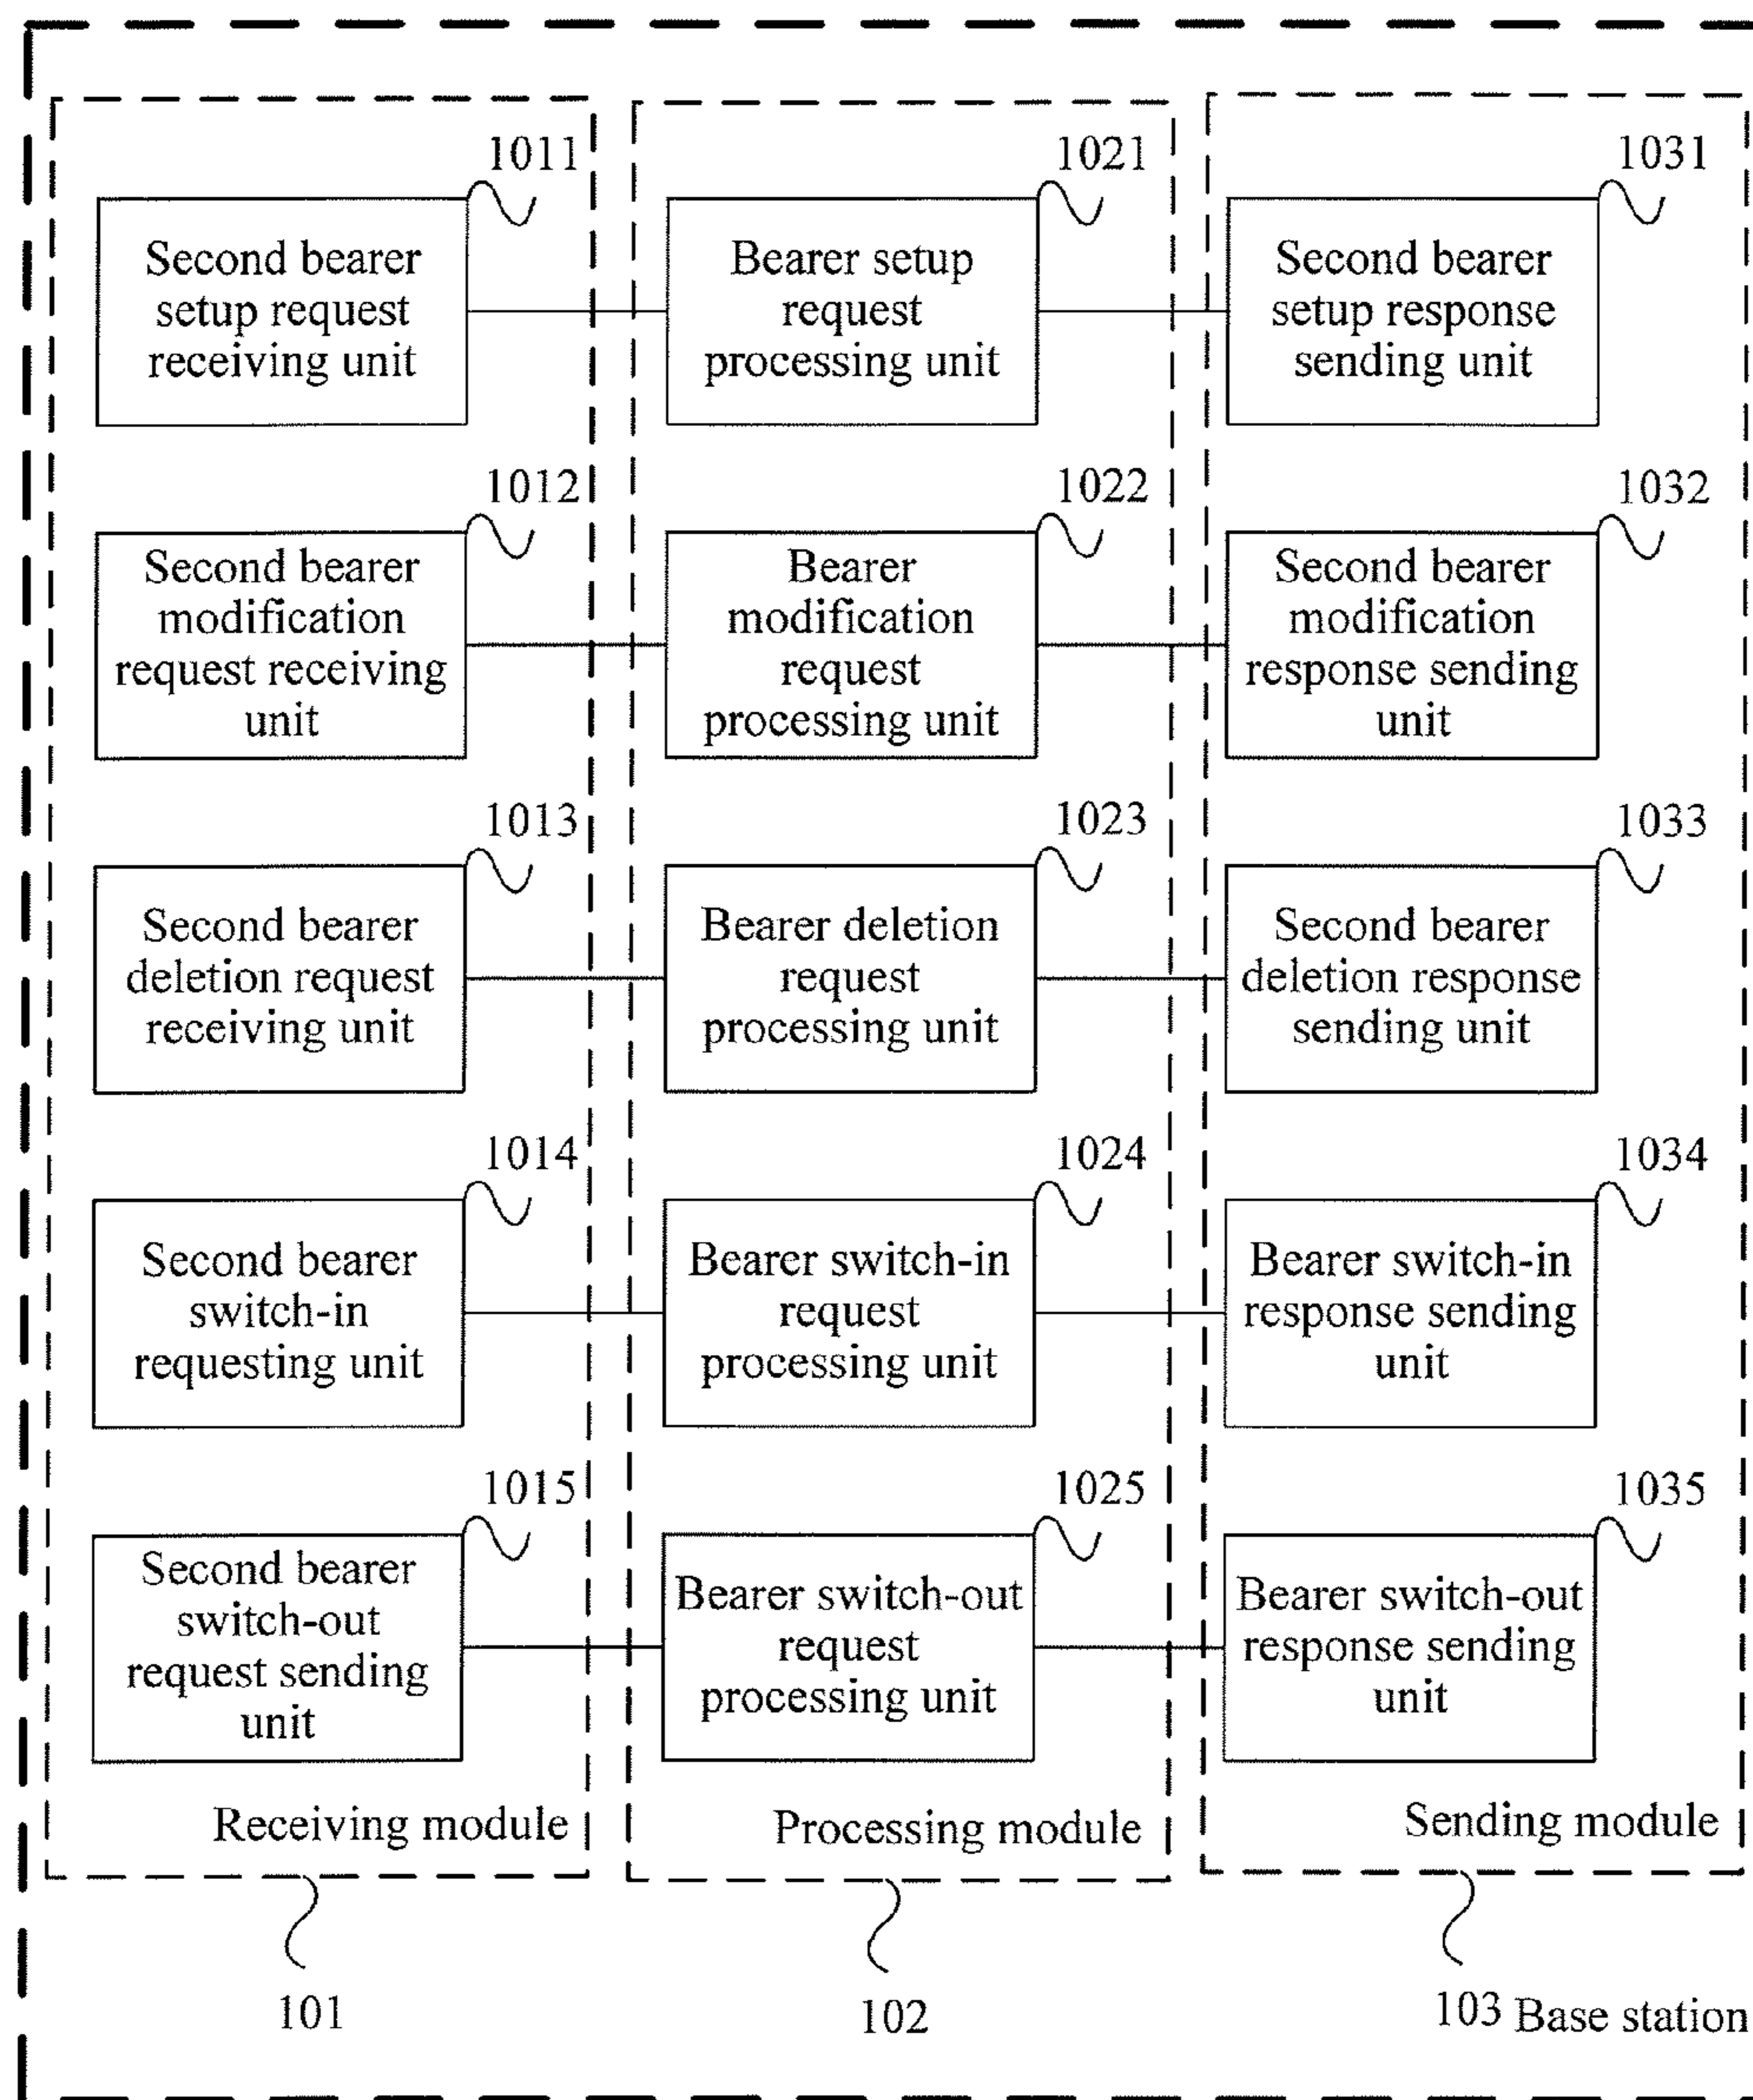 1011
1021
1031
Second bearer
setup request
receiving unit
Bearer setup
request
processing unit
Second bearer
setup response
sending unit
1012
1022
1032
Second bearer
modification
request receiving
unit
Bearer
modification
request
processing unit
Second bearer
modification
response sending
unit
1013
1023
1033
Second bearer
deletion request
receiving unit
Bearer deletion
request
processing unit
Second bearer
deletion response
sending unit
1014
1024
1034
Second bearer
switch-in
requesting unit
Bearer switch-in
request
processing unit
Bearer switch-in
response sending
unit
1015
1025
1035
Second bearer
switch-out
request sending
unit
Bearer switch-out
request
processing unit
Bearer switch-out
response sending
unit
Receiving module
Processing module
Sending module
101
102
103
Base station